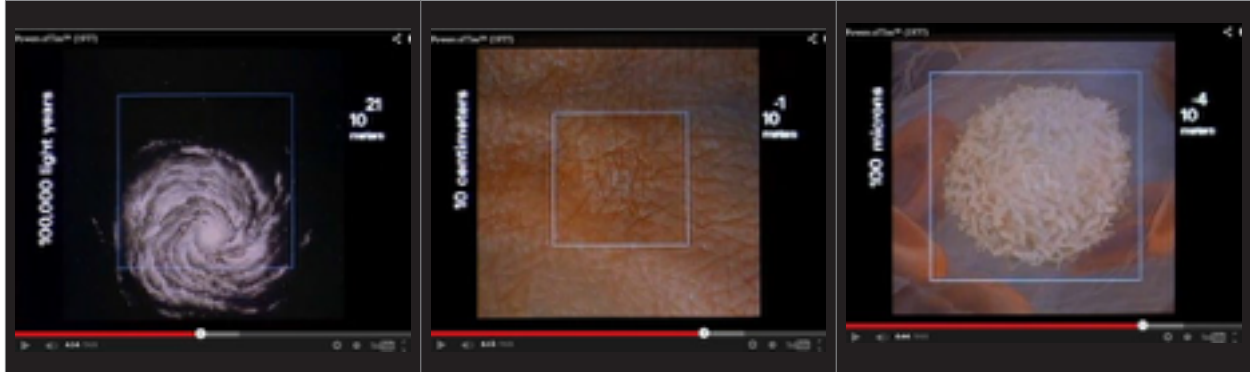 Powers of Ten™ (1977)
100,000 light years
10
21
meters
Powers of Ten™ (1977)
10 centimeters
10
-1
meters
Powers of Ten™ (1977)
100 microns
10
-4
meters